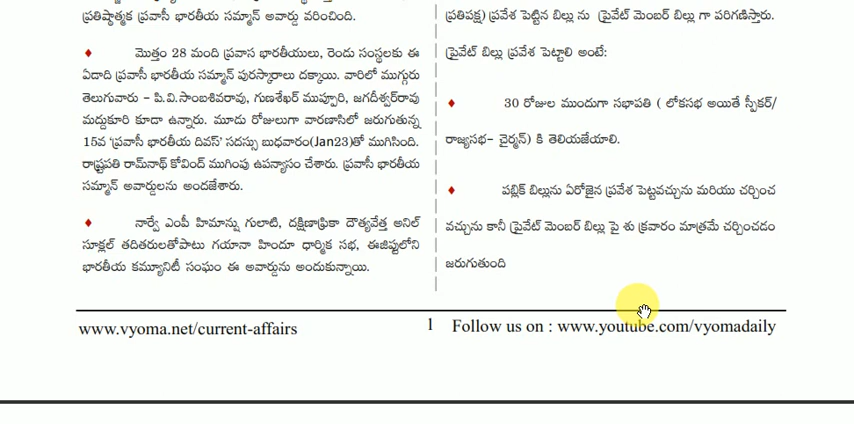 ప్రతిష్ఠాత్మక ప్రవాసీ భారతీయ సమ్మాన్ అవార్డు వరించింది.
♦ మొత్తం 28 మంది ప్రవాస భారతీయులు, రెండు సంస్థలకు ఈ
ఏడాది ప్రవాసీ భారతీయ సమ్మాన్ పురస్కారాలు దక్కాయి. వారిలో ముగ్గురు
తెలుగువారు – పి.వి.సాంబశివరావు, గుణశేఖర్ ముప్పూరి, జగదీశ్వర్‌రావు
మద్దుకూరి కూడా ఉన్నారు. మూడు రోజులుగా వారణాసిలో జరుగుతున్న
15వ 'ప్రవాసీ భారతీయ దివస్' సదస్సు బుధవారం(Jan23)తో ముగిసింది.
రాష్ట్రపతి రామ్‌నాథ్ కోవింద్ ముగింపు ఉపన్యాసం చేశారు. ప్రవాసీ భారతీయ
సమ్మాన్ అవార్డులను అందజేశారు.
♦ నార్వే ఎంపీ హిమాన్షు గులాటి, దక్షిణాఫ్రికా దౌత్యవేత్త అనిల్
సూక్లల్ తదితరులతోపాటు గయానా హిందూ ధార్మిక సభ, ఈజిప్టులోని
భారతీయ కమ్యూనిటీ సంఘం ఈ అవార్డును అందుకున్నాయి.
ప్రతిపక్ష) ప్రవేశ పెట్టిన బిల్లు ను ప్రైవేట్ మెంబర్ బిల్లు గా పరిగణిస్తారు.
ప్రైవేట్ బిల్లు ప్రవేశ పెట్టాలి అంటే:
♦ 30 రోజుల ముందుగా సభాపతి ( లోకసభ అయితే స్పీకర్/
రాజ్యసభ- చైర్మన్) కి తెలియజేయాలి.
♦ పబ్లిక్ బిల్లును ఏరోజైన ప్రవేశ పెట్టవచ్చును మరియు చర్చించ
వచ్చును కానీ ప్రైవేట్ మెంబర్ బిల్లు పై శు క్రవారం మాత్రమే చర్చించడం
జరుగుతుంది
www.vyoma.net/current-affairs
1
Follow us on : www.youtube.com/vyomadaily